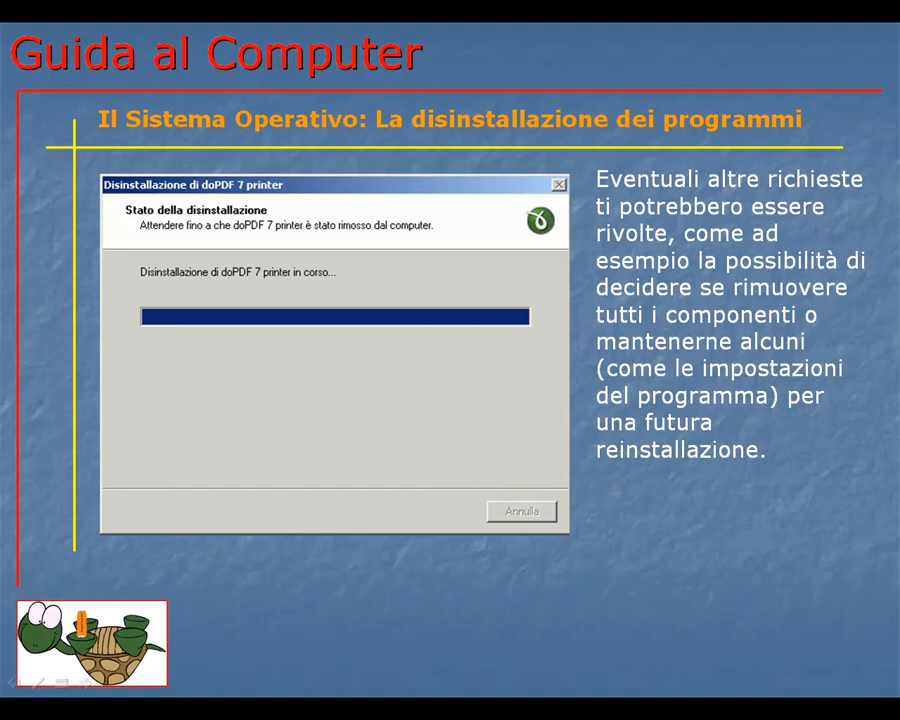 Guida al Computer
Il Sistema Operativo: La disinstallazione dei programmi
Disinstallazione di doPDF 7 printer
Stato della disinstallazione
Attendere fino a che doPDF 7 printer è stato rimosso dal computer.
Disinstallazione di doPDF 7 printer in corso...
Annulla
Eventuali altre richieste
ti potrebbero essere
rivolte, come ad
esempio la possibilità di
decidere se rimuovere
tutti i componenti o
mantenerne alcuni
(come le impostazioni
del programma) per
una futura
reinstallazione.